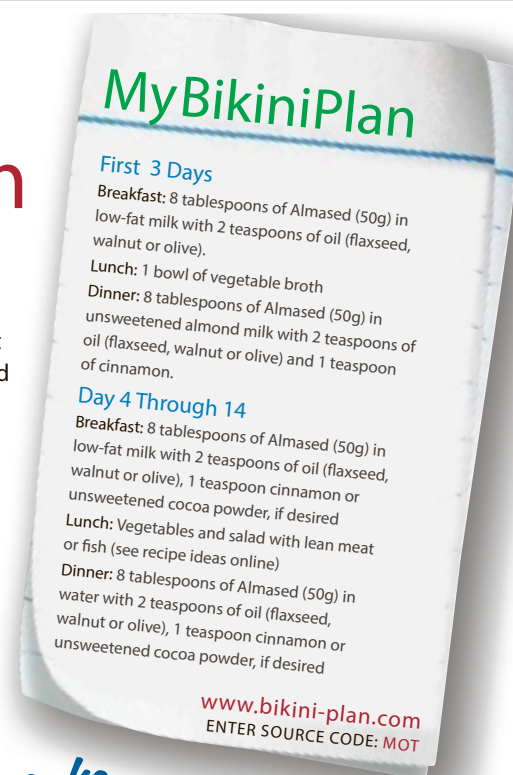 MyBikiniPlan
First 3 Days
Breakfast: 8 tablespoons of Almased (50g) in
low-fat milk with 2 teaspoons of oil (flaxseed,
walnut or olive).
Lunch: 1 bowl of vegetable broth
Dinner: 8 tablespoons of Almased (50g) in
unsweetened almond milk with 2 teaspoons of
oil (flaxseed, walnut or olive) and 1 teaspoon
of cinnamon.
Day 4 Through 14
Breakfast: 8 tablespoons of Almased (50g) in
low-fat milk with 2 teaspoons of oil (flaxseed,
walnut or olive), 1 teaspoon cinnamon or
unsweetened cocoa powder, if desired
Lunch: Vegetables and salad with lean meat
or fish (see recipe ideas online)
Dinner: 8 tablespoons of Almased (50g) in
water with 2 teaspoons of oil (flaxseed,
walnut or olive), 1 teaspoon cinnamon or
unsweetened cocoa powder, if desired
www.bikini-plan.com
ENTER SOURCE CODE: MOT